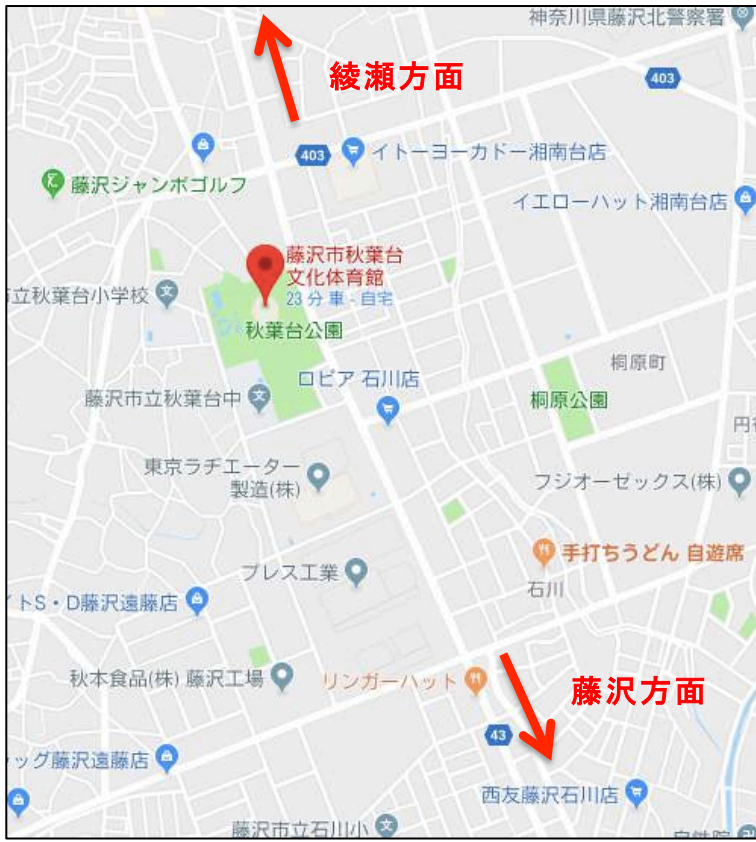 神奈川県藤沢北警察署
綾瀬方面
403
403
イトーヨーカドー湘南台店
藤沢ジャンボゴルフ
イエローハット湘南台店
藤沢市秋葉台
文化体育館
23 分 車 - 自宅
立秋葉台小学校
秋葉台公園
桐原町
ロピア 石川店
藤沢市立秋葉台中
桐原公園
東京ラヂエーター
製造(株)
フジオーゼックス(株)
手打ちうどん 自遊席
プレス工業
石川
イトS・D藤沢遠藤店
秋本食品(株) 藤沢工場
リンガーハット
藤沢方面
43
ッグ藤沢遠藤店
西友藤沢石川店
藤沢市立石川小